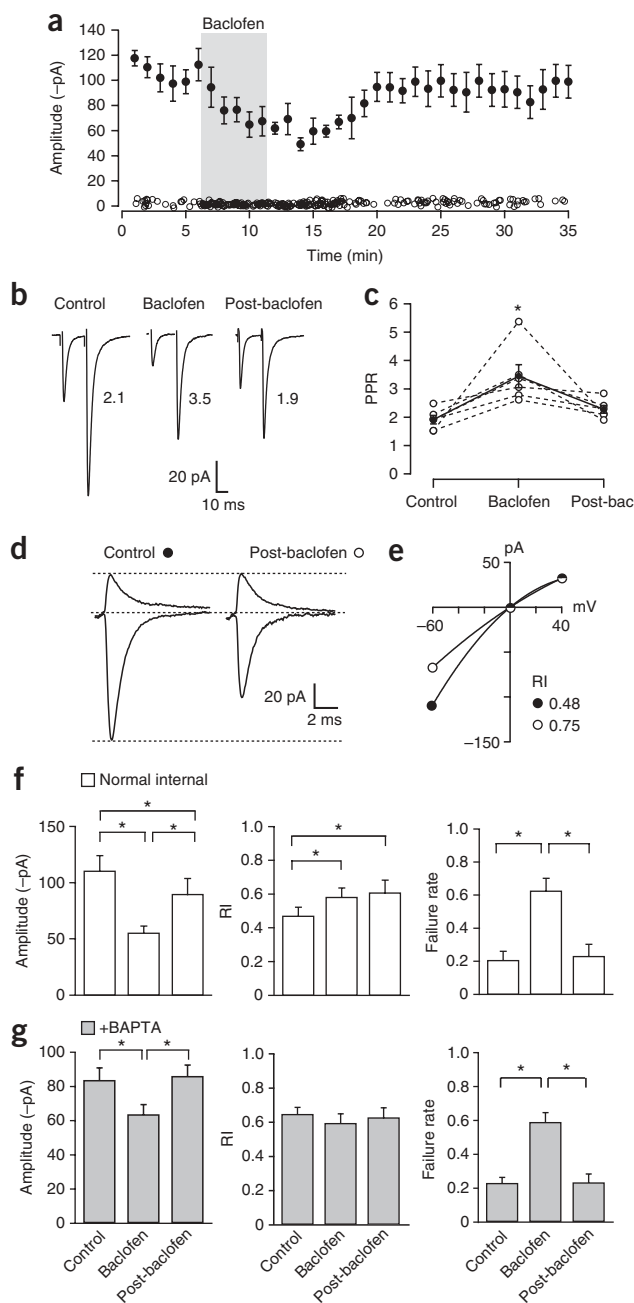 a
Baclofen
140
120
100
80
60
40
20
0
Amplitude (−pA)
0 5 10 15 20 25 30 35
Time (min)
b
Control Baclofen Post-baclofen
2.1 3.5 1.9
20 pA
10 ms
c
*
6
5
4
3
2
1
0
PPR
Control Baclofen Post-bac
d
Control Post-baclofen
20 pA
2 ms
e
pA
50
mV
−60 40
RI
0.48
0.75
−150
f
Normal internal
*
* *
150
100
50
0
Amplitude (−pA)
*
*
1.0
0.8
0.6
0.4
0.2
0
RI
* *
1.0
0.8
0.6
0.4
0.2
0
Failure rate
g
+BAPTA
* *
100
80
60
40
20
0
Amplitude (−pA)
Control Baclofen Post-baclofen
1.0
0.8
0.6
0.4
0.2
0
RI
Control Baclofen Post-baclofen
* *
1.0
0.8
0.6
0.4
0.2
0
Failure rate
Control Baclofen Post-baclofen